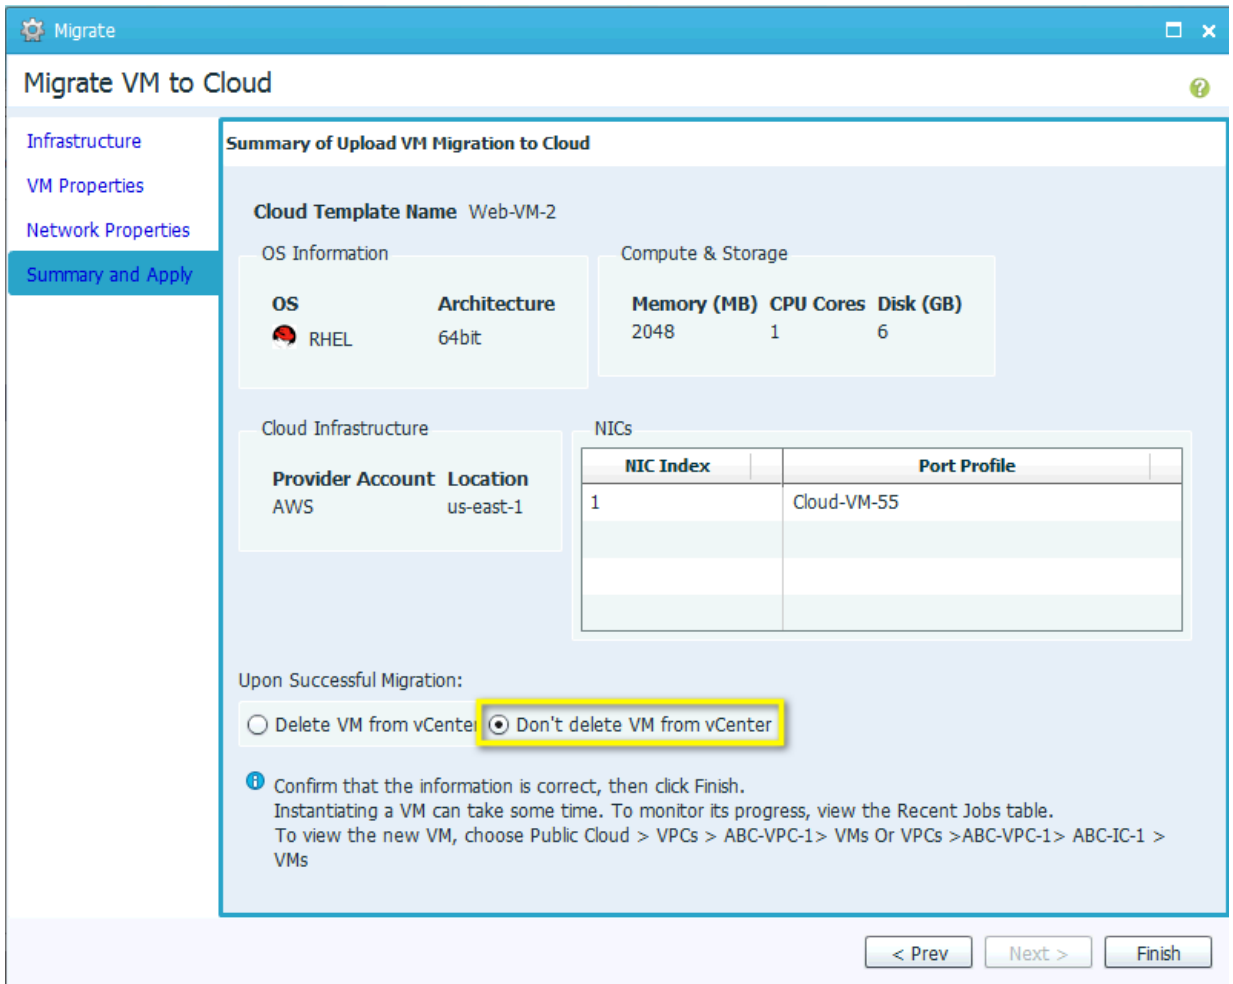 Migrate
Migrate VM to Cloud
Infrastructure
VM Properties
Network Properties
Summary and Apply
Summary of Upload VM Migration to Cloud
Cloud Template Name Web-VM-2
OS Information
OS Architecture
RHEL 64bit
Compute & Storage
Memory (MB) CPU Cores Disk (GB)
2048 1 6
Cloud Infrastructure
Provider Account Location
AWS us-east-1
NICs
NIC Index Port Profile
1 Cloud-VM-55
Upon Successful Migration:
Delete VM from vCenter Don't delete VM from vCenter
Confirm that the information is correct, then click Finish.
Instantiating a VM can take some time. To monitor its progress, view the Recent Jobs table.
To view the new VM, choose Public Cloud > VPCs > ABC-VPC-1> VMs Or VPCs >ABC-VPC-1> ABC-IC-1 >
VMs
< Prev Next > Finish